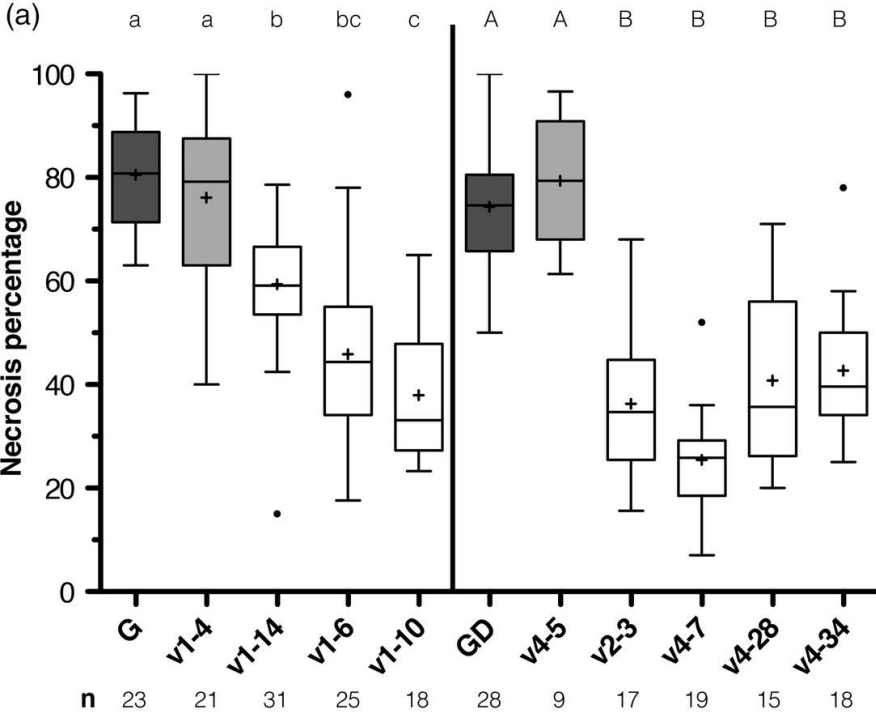 (a)
a a b bc c A A B B B B
Necrosis percentage
100
80
60
40
20
0
G v1-4 v1-14 v1-6 v1-10 GD v4-5 v2-3 v4-7 v4-28 v4-34
n 23 21 31 25 18 28 9 17 19 15 18